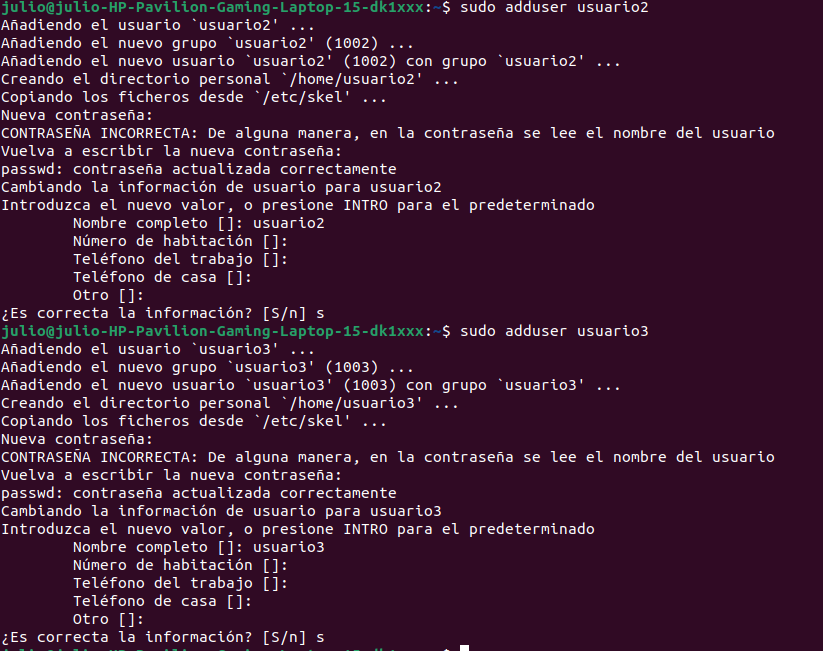 julio@julio-HP-Pavilion-Gaming-Laptop-15-dk1xxx:~$ sudo adduser usuario2
Añadiendo el usuario `usuario2' ...
Añadiendo el nuevo grupo `usuario2' (1002) ...
Añadiendo el nuevo usuario `usuario2' (1002) con grupo `usuario2' ...
Creando el directorio personal `/home/usuario2' ...
Copiando los ficheros desde `/etc/skel' ...
Nueva contraseña:
CONTRASEÑA INCORRECTA: De alguna manera, en la contraseña se lee el nombre del usuario
Vuelva a escribir la nueva contraseña:
passwd: contraseña actualizada correctamente
Cambiando la información de usuario para usuario2
Introduzca el nuevo valor, o presione INTRO para el predeterminado
	Nombre completo []: usuario2
	Número de habitación []:
	Teléfono del trabajo []:
	Teléfono de casa []:
	Otro []:
¿Es correcta la información? [S/n] s
julio@julio-HP-Pavilion-Gaming-Laptop-15-dk1xxx:~$ sudo adduser usuario3
Añadiendo el usuario `usuario3' ...
Añadiendo el nuevo grupo `usuario3' (1003) ...
Añadiendo el nuevo usuario `usuario3' (1003) con grupo `usuario3' ...
Creando el directorio personal `/home/usuario3' ...
Copiando los ficheros desde `/etc/skel' ...
Nueva contraseña:
CONTRASEÑA INCORRECTA: De alguna manera, en la contraseña se lee el nombre del usuario
Vuelva a escribir la nueva contraseña:
passwd: contraseña actualizada correctamente
Cambiando la información de usuario para usuario3
Introduzca el nuevo valor, o presione INTRO para el predeterminado
	Nombre completo []: usuario3
	Número de habitación []:
	Teléfono del trabajo []:
	Teléfono de casa []:
	Otro []:
¿Es correcta la información? [S/n] s